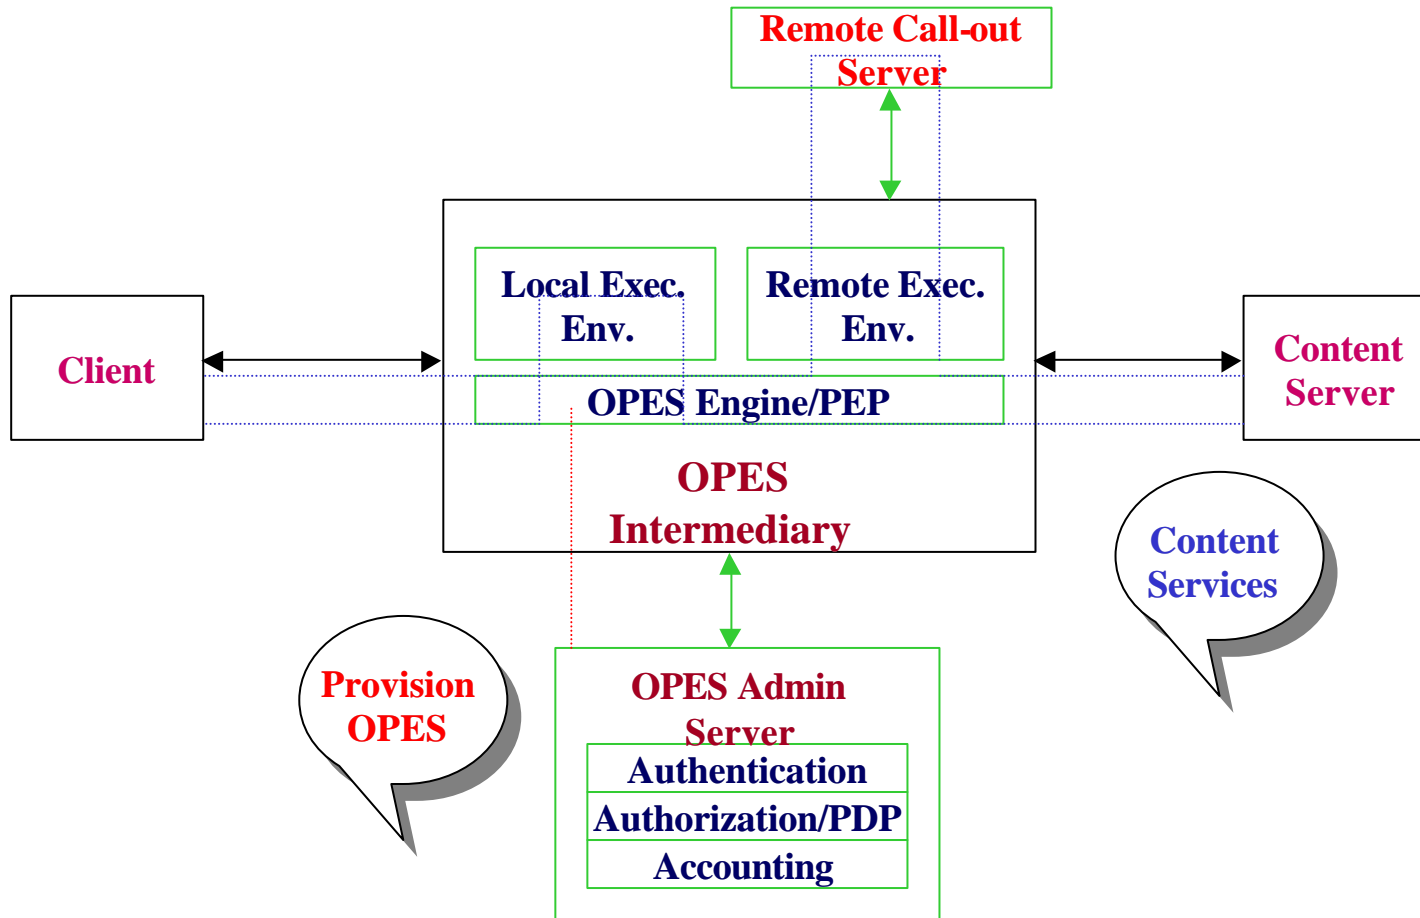 Remote Call-out
Server
Local Exec.
Env.
Remote Exec.
Env.
Client
Content
Server
OPES Engine/PEP
OPES
Intermediary
Content
Services
Provision
OPES
OPES Admin
Server
Authentication
Authorization/PDP
Accounting